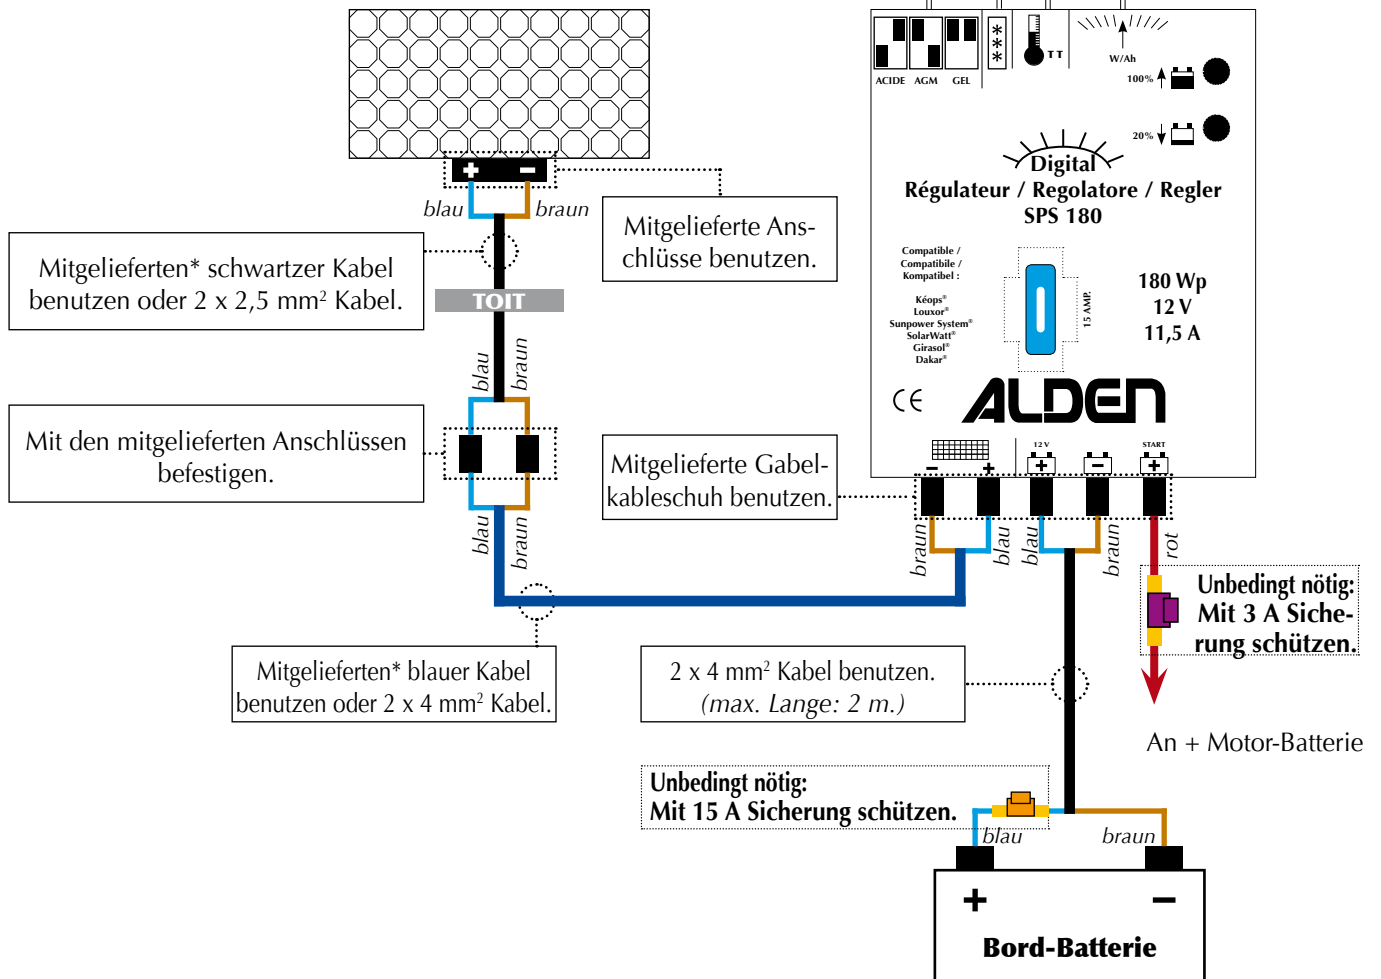 ACIDE AGM GEL
***
TT
W/Ah
100%
20%
Digital
Régulateur / Regolatore / Regler
SPS 180
Compatible /
Compatibile /
Kompatibel :
Kéops®
Louxor®
Sunpower System®
SolarWatt®
Girasol®
Dakar®
15 AMP.
180 Wp
12 V
11,5 A
CE
ALDEN
12 V
START
- + + - +
+ -
blau
braun
Mitgelieferte Ans-
chlüsse benutzen.
Mitgelieferten* schwartzer Kabel
benutzen oder 2 x 2,5 mm² Kabel.
TOIT
blau
braun
Mit den mitgelieferten Anschlüssen
befestigen.
blau
braun
Mitgelieferte Gabel-
kableschuh benutzen.
braun
blau
blau
braun
rot
Unbedingt nötig:
Mit 3 A Siche-
rung schützen.
Mitgelieferten* blauer Kabel
benutzen oder 2 x 4 mm² Kabel.
2 x 4 mm² Kabel benutzen.
(max. Lange: 2 m.)
An + Motor-Batterie
Unbedingt nötig:
Mit 15 A Sicherung schützen.
blau
braun
+ -
Bord-Batterie